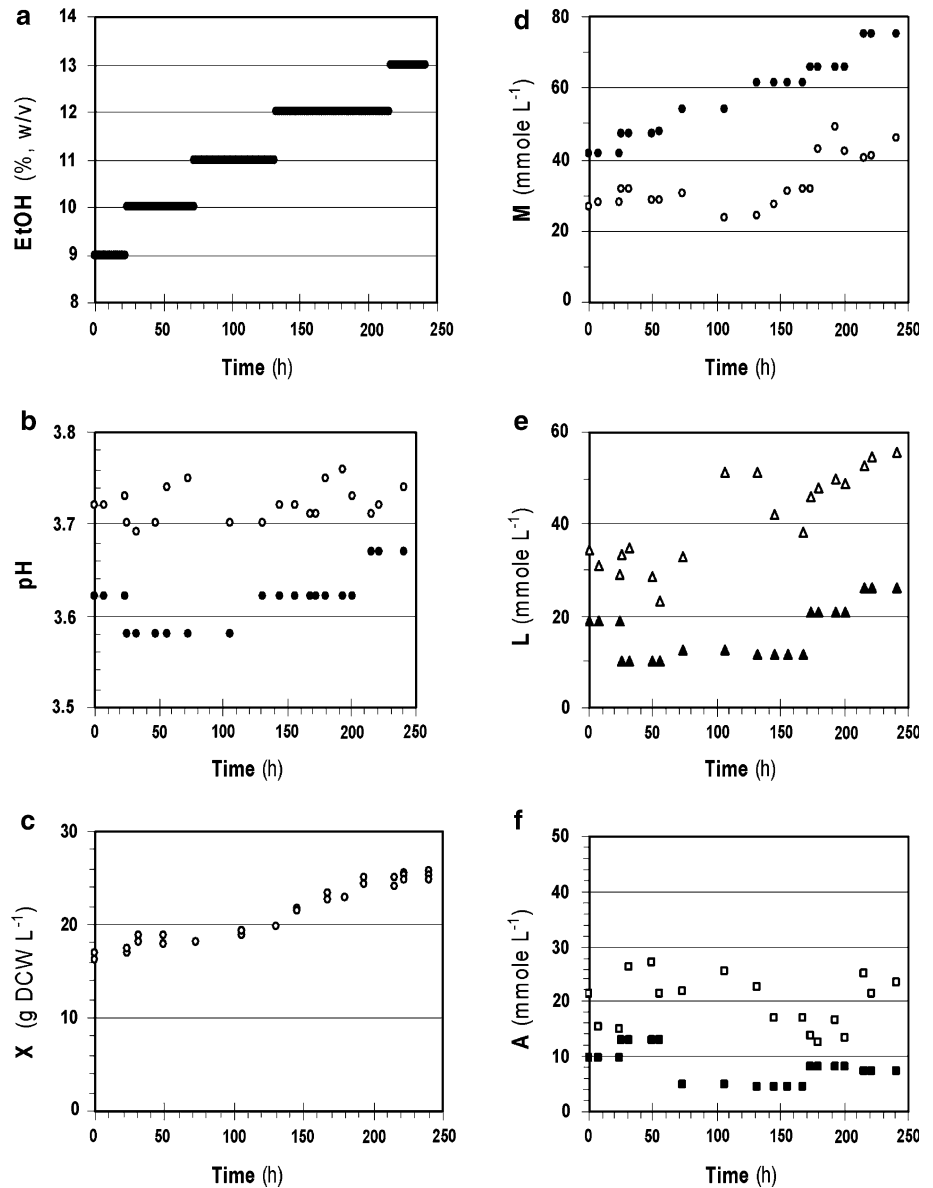 a
EtOH (%, w/v)
14
13
12
11
10
9
8
0 50 100 150 200 250
Time (h)
b
pH
3.8
3.7
3.6
3.5
0 50 100 150 200 250
Time (h)
c
X (g DCW L-1)
30
20
10
0
0 50 100 150 200 250
Time (h)
d
M (mmole L-1)
80
60
40
20
0
0 50 100 150 200 250
Time (h)
e
L (mmole L-1)
60
40
20
0
0 50 100 150 200 250
Time (h)
f
A (mmole L-1)
50
40
30
20
10
0
0 50 100 150 200 250
Time (h)